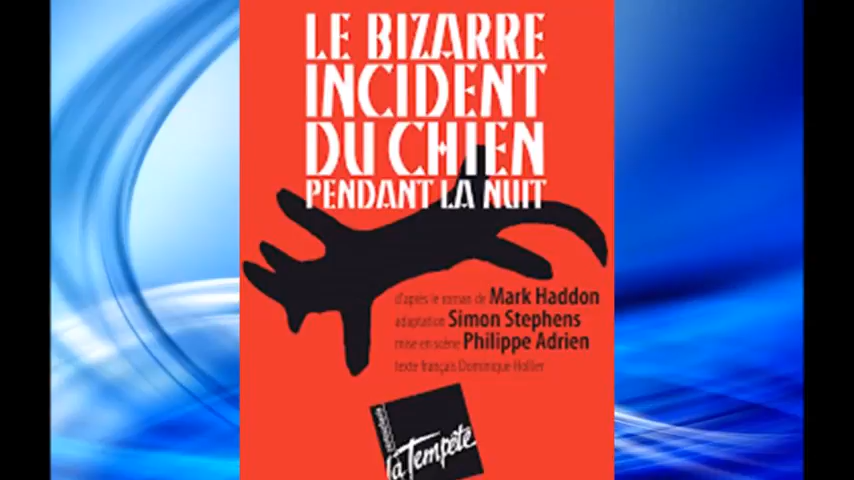 LE BIZARRE
INCIDENT
DU CHIEN
PENDANT LA NUIT
d'après le roman de Mark Haddon
adaptation Simon Stephens
mise en scène Philippe Adrien
texte français Dominique Hollier
la Tempête